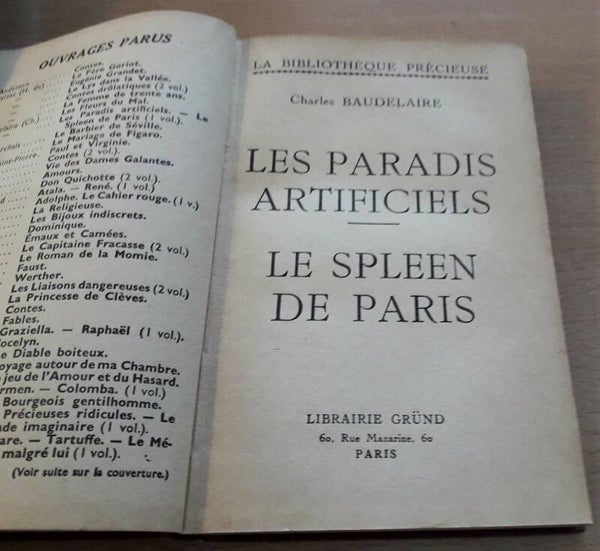 OUVRAGES PARUS
Contes.
Le Père Goriot.
Eugénie Grandet.
Le Lys dans la Vallée.
Contes drôlatiques (2 vol.)
La Femme de trente ans.
Les Fleurs du Mal.
Les Paradis artificiels. — Le
Spleen de Paris (1 vol.)
Le Barbier de Séville.
Le Mariage de Figaro.
Paul et Virginie.
Contes (2 vol.)
Vie des Dames Galantes.
Amours.
Don Quichotte (2 vol.)
Atala. — René. (1 vol.)
Adolphe. Le Cahier rouge. (1 v.)
La Religieuse.
Les Bijoux indiscrets.
Dominique.
Émaux et Camées.
Le Capitaine Fracasse (2 vol.)
Le Roman de la Momie.
Faust.
Werther.
Les Liaisons dangereuses (2 vol.)
La Princesse de Clèves.
Contes.
Fables.
Graziella. — Raphaël (1 vol.)
ocelyn.
e Diable boiteux.
oyage autour de ma Chambre.
jeu de l'Amour et du Hasard.
rmen. — Colomba. (1 vol.)
Bourgeois gentilhomme.
Précieuses ridicules. — Le
de imaginaire (1 vol.).
are. — Tartuffe. — Le Mé-
malgré lui (1 vol.).
(Voir suite sur la couverture.)
LA BIBLIOTHÈQUE PRÉCIEUSE
Charles BAUDELAIRE
LES PARADIS
ARTIFICIELS
LE SPLEEN
DE PARIS
LIBRAIRIE GRÜND
60, Rue Mazarine, 60
PARIS